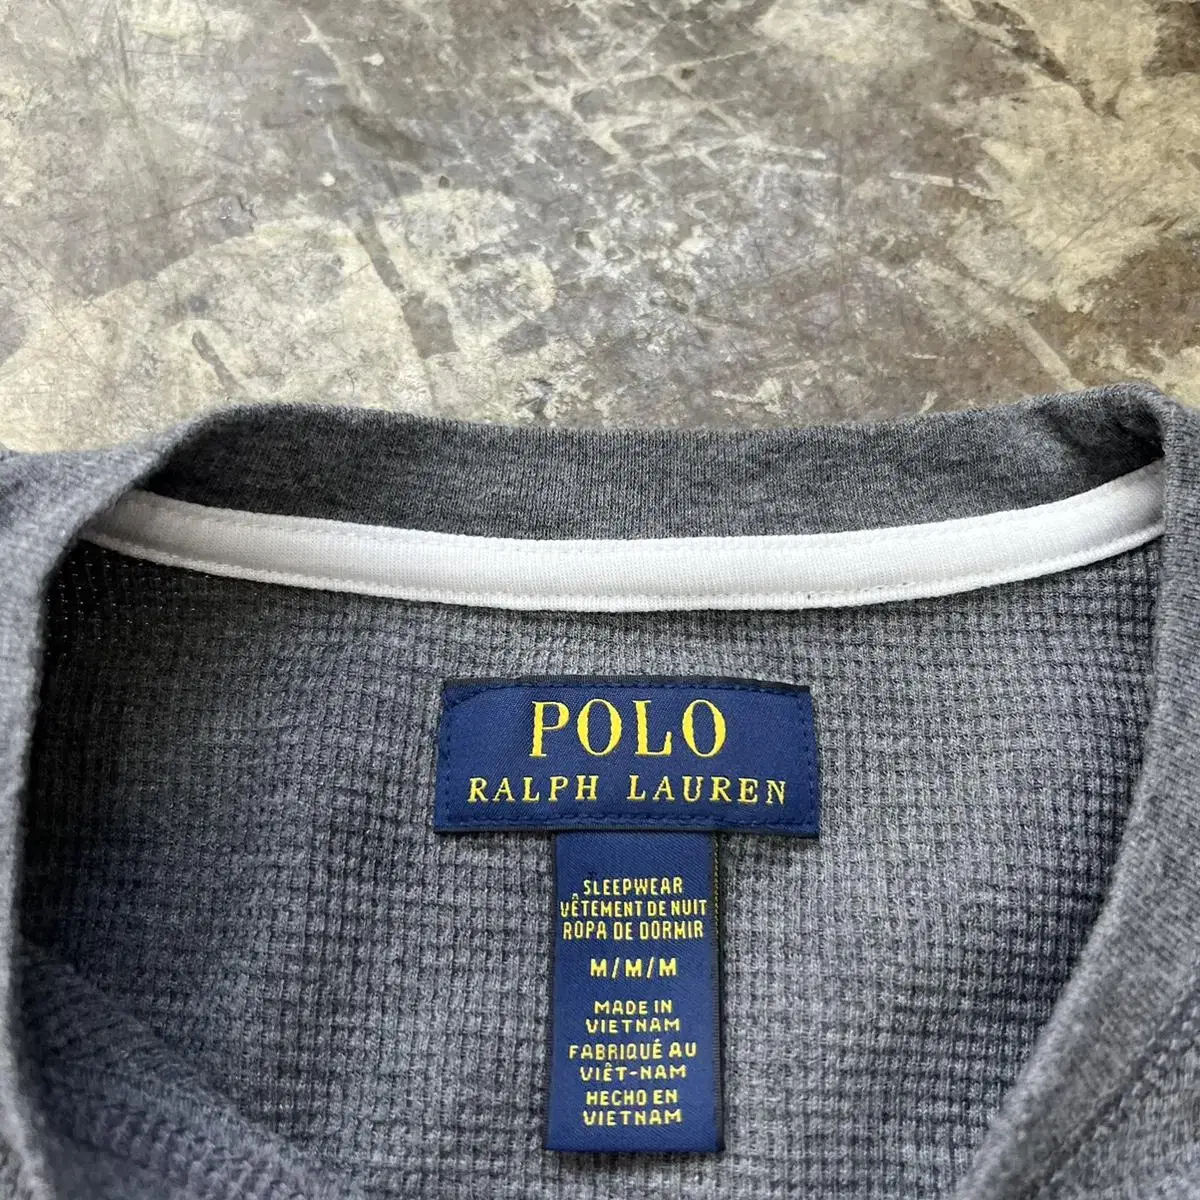 POLO
RALPH LAUREN
SLEEPWEAR
VÊTEMENT DE NUIT
ROPA DE DORMIR
M/M/M
MADE IN
VIETNAM
FABRIQUÉ AU
VIÊT-NAM
HECHO EN
VIETNAM